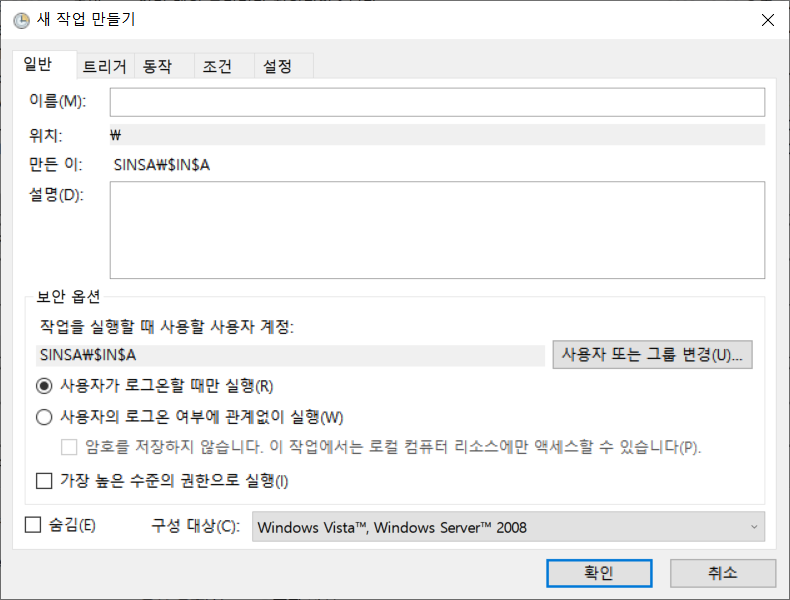 새 작업 만들기
일반 트리거 동작 조건 설정
이름(M):
위치: ₩
만든 이: SINSA₩$IN$A
설명(D):
보안 옵션
작업을 실행할 때 사용할 사용자 계정:
SINSA₩$IN$A 사용자 또는 그룹 변경(U)...
사용자가 로그온할 때만 실행(R)
사용자의 로그온 여부에 관계없이 실행(W)
암호를 저장하지 않습니다. 이 작업에서는 로컬 컴퓨터 리소스에만 액세스할 수 있습니다(P).
가장 높은 수준의 권한으로 실행(I)
숨김(E) 구성 대상(C): Windows Vista™, Windows Server™ 2008
확인 취소